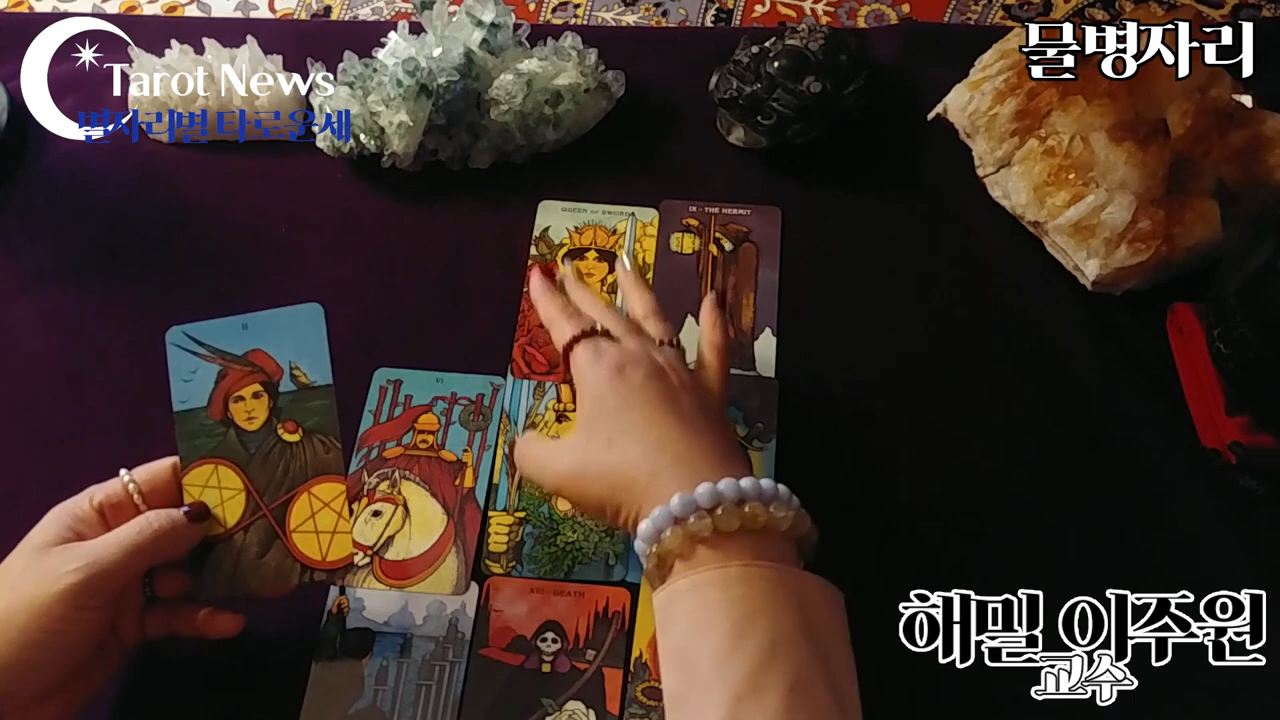 Tarot News
별자리별 타로운세
물병자리
QUEEN OF SWORDS
IX - THE HERMIT
II
VI
XIII - DEATH
해밀 이주원
교수